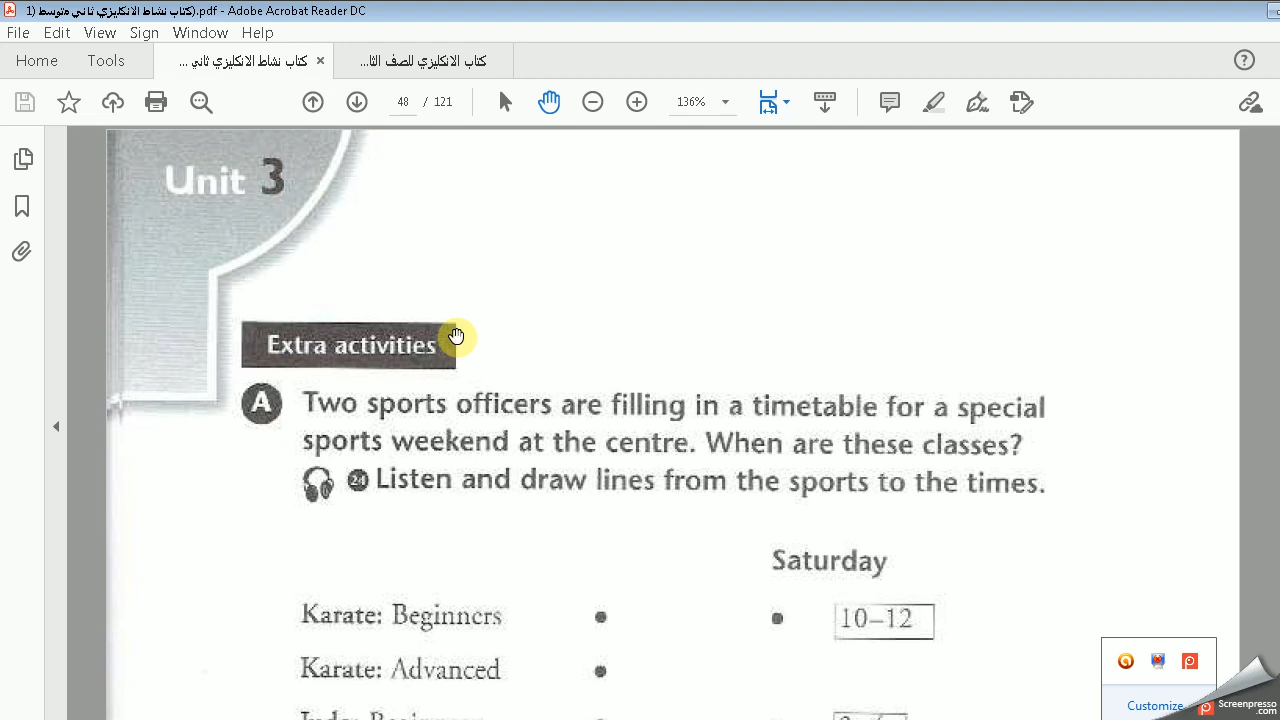 كتاب نشاط الانكليزي ثاني متوسط (1).pdf - Adobe Acrobat Reader DC
File Edit View Sign Window Help
Home Tools كتاب نشاط الانكليزي ثاني ... × كتاب الانكليزي للصف الثا...
48 / 121 136%
Unit 3
Extra activities
A Two sports officers are filling in a timetable for a special
sports weekend at the centre. When are these classes?
24 Listen and draw lines from the sports to the times.
Saturday
Karate: Beginners 10–12
Karate: Advanced
Customize...
Screenpresso
.com